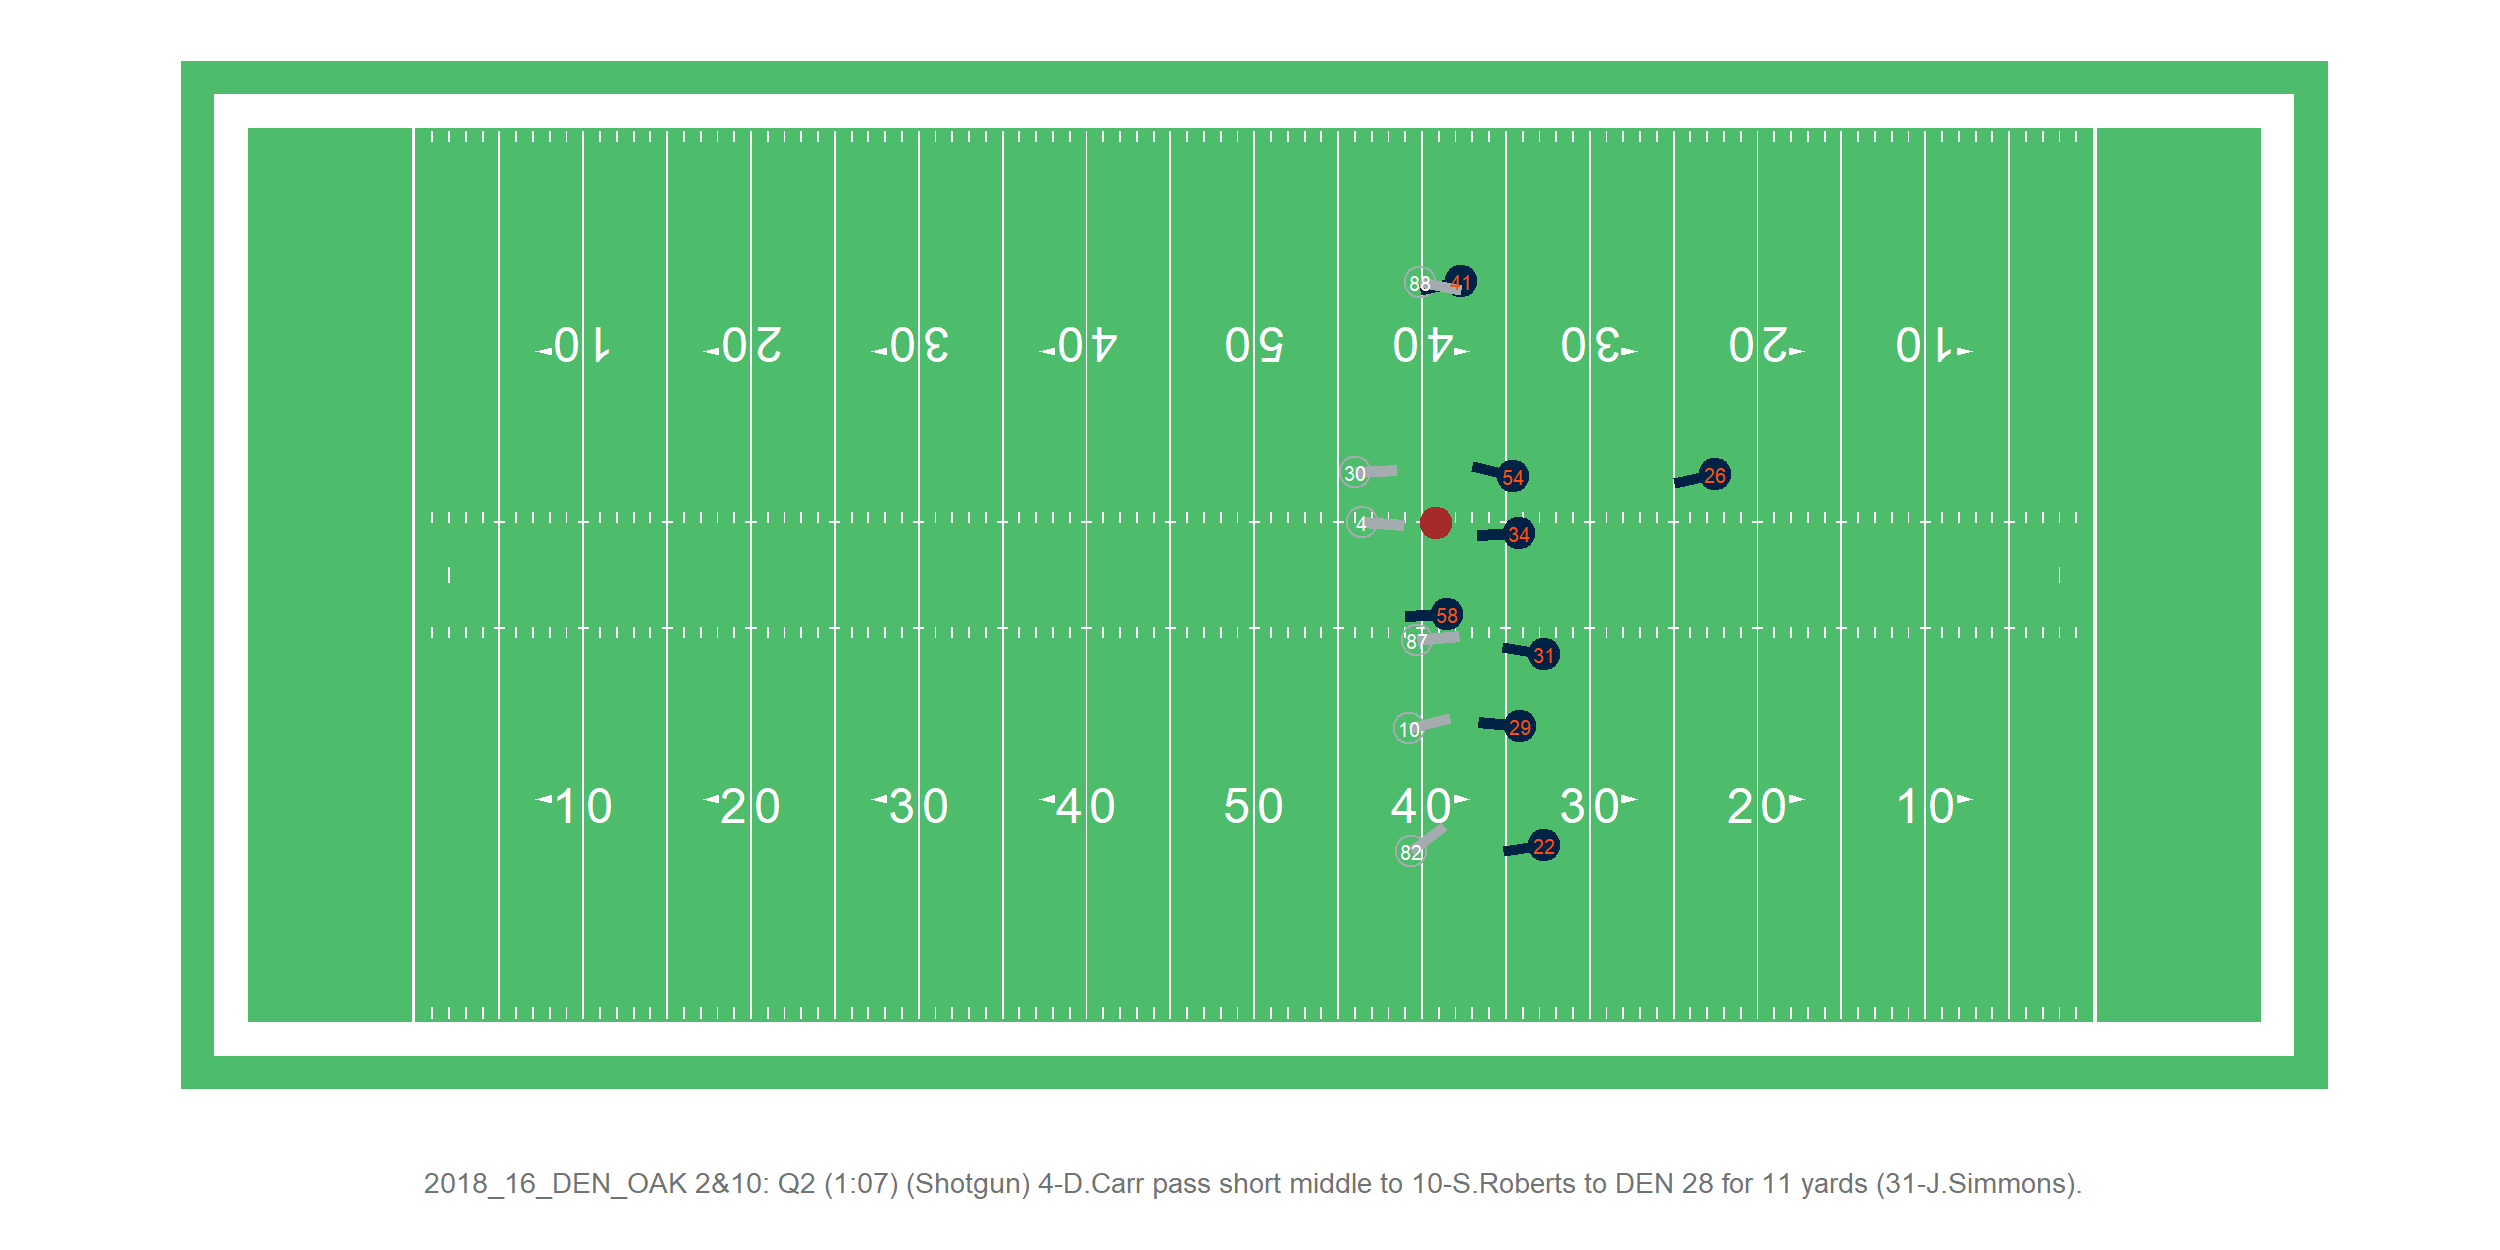 88 41
10 20 30 40 50 40 30 20 10
30 54 26
4 34
58
87 31
10 29
10 20 30 40 50 40 30 20 10
82 22
2018_16_DEN_OAK 2&10: Q2 (1:07) (Shotgun) 4-D.Carr pass short middle to 10-S.Roberts to DEN 28 for 11 yards (31-J.Simmons).